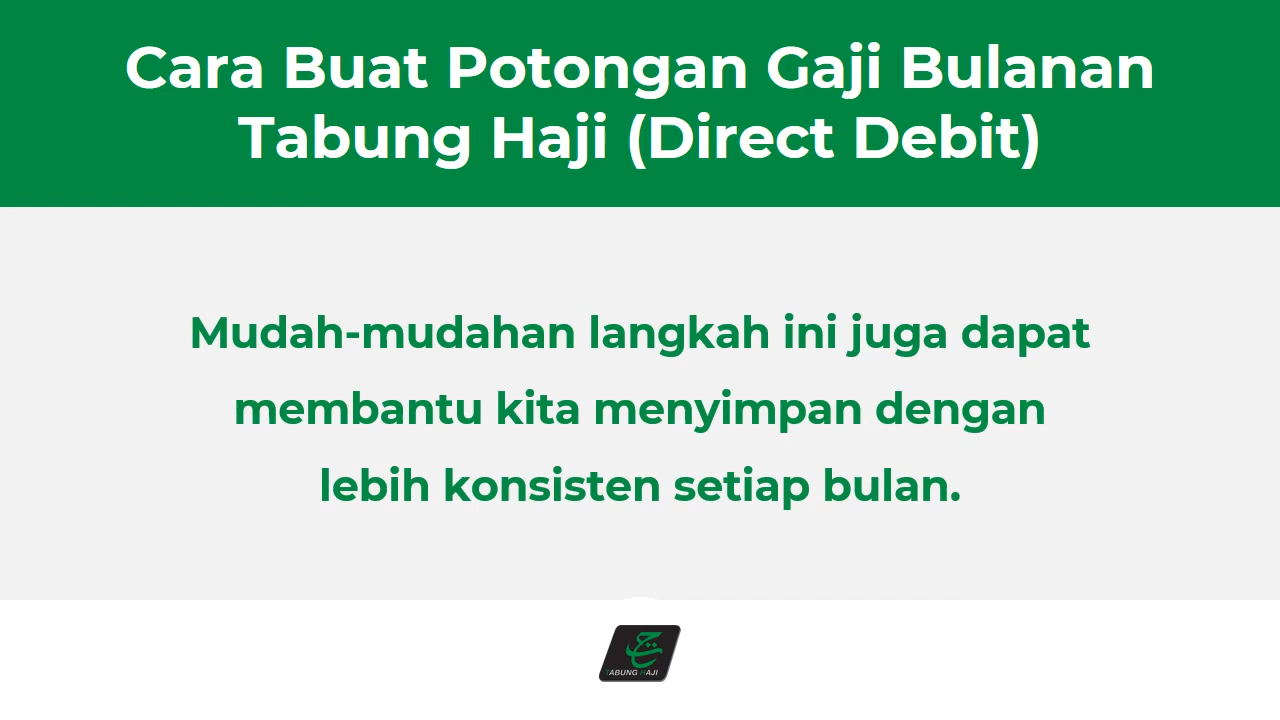 Cara Buat Potongan Gaji Bulanan
Tabung Haji (Direct Debit)
Mudah-mudahan langkah ini juga dapat
membantu kita menyimpan dengan
lebih konsisten setiap bulan.
TABUNG HAJI